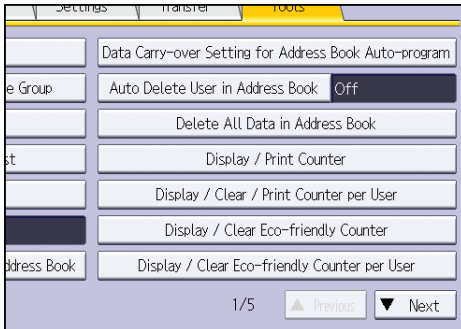 Settings Transfer Tools
Data Carry-over Setting for Address Book Auto-program
e Group Auto Delete User in Address Book Off
Delete All Data in Address Book
st Display / Print Counter
Display / Clear / Print Counter per User
Display / Clear Eco-friendly Counter
ddress Book Display / Clear Eco-friendly Counter per User
1/5 ▲ Previous ▼ Next